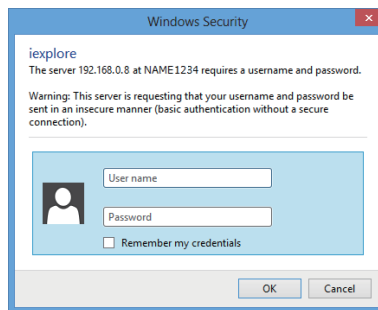 Windows Security
iexplore
The server 192.168.0.8 at NAME1234 requires a username and password.
Warning: This server is requesting that your username and password be
sent in an insecure manner (basic authentication without a secure
connection).
User name
Password
Remember my credentials
OK
Cancel